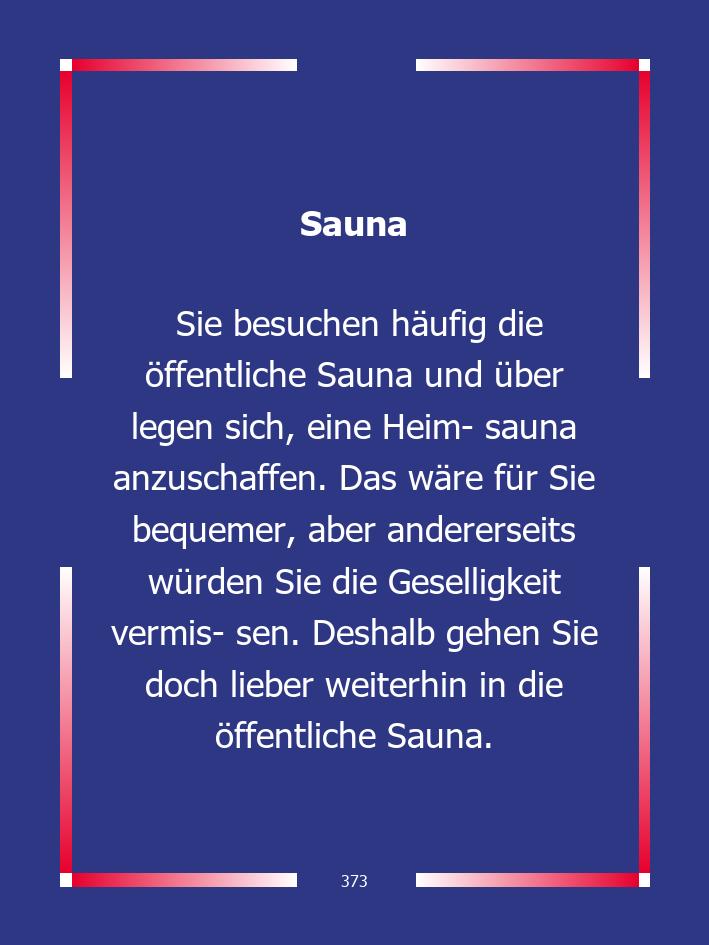 Sauna
Sie besuchen häufig die
öffentliche Sauna und über
legen sich, eine Heim- sauna
anzuschaffen. Das wäre für Sie
bequemer, aber andererseits
würden Sie die Geselligkeit
vermis- sen. Deshalb gehen Sie
doch lieber weiterhin in die
öffentliche Sauna.
373